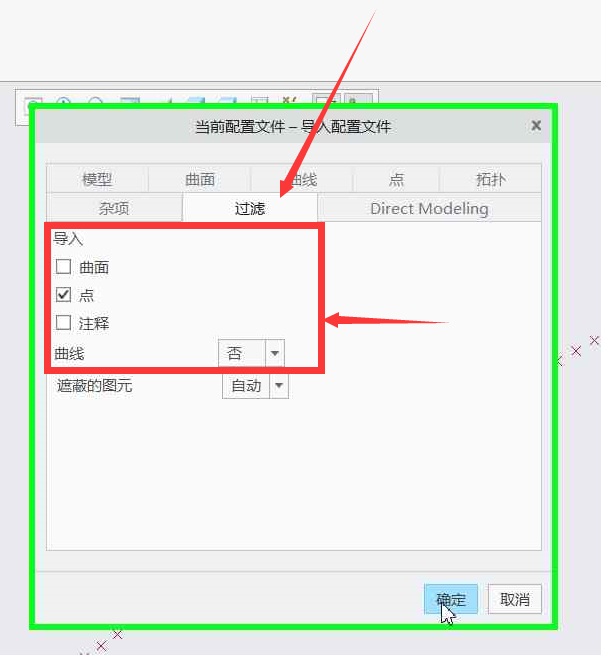 当前配置文件 – 导入配置文件
模型 曲面 曲线 点 拓扑
杂项 过滤 Direct Modeling
导入
曲面
点
注释
曲线 否
遮蔽的图元 自动
确定 取消